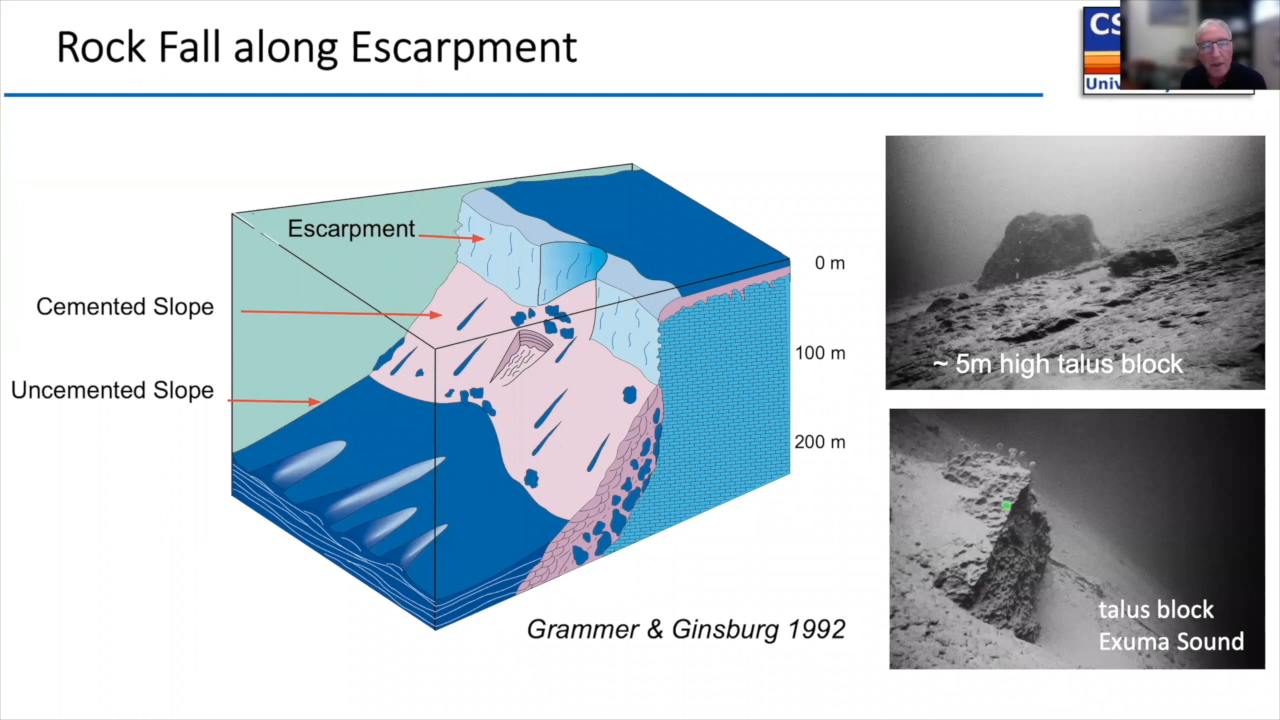 Rock Fall along Escarpment
CS
Escarpment
Cemented Slope
Uncemented Slope
0 m
100 m
200 m
Grammer & Ginsburg 1992
~ 5m high talus block
talus block
Exuma Sound